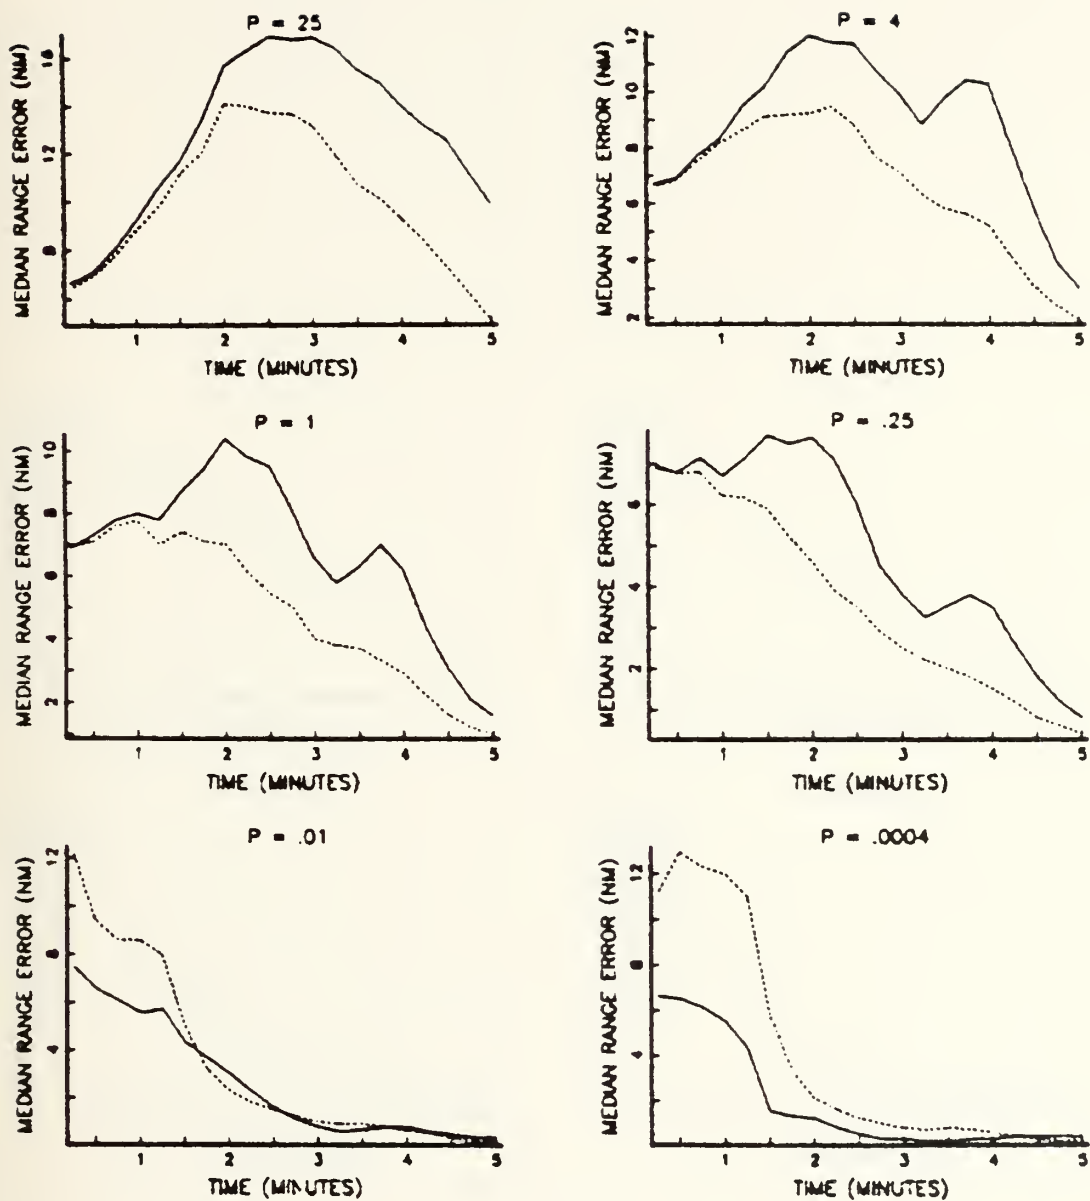 P = 25
MEDIAN RANGE ERROR (NM)
16
12
8
1 2 3 4 5
TIME (MINUTES)
P = 4
MEDIAN RANGE ERROR (NM)
12
10
8
6
4
2
1 2 3 4 5
TIME (MINUTES)
P = 1
MEDIAN RANGE ERROR (NM)
10
8
6
4
2
1 2 3 4 5
TIME (MINUTES)
P = .25
MEDIAN RANGE ERROR (NM)
6
4
2
1 2 3 4 5
TIME (MINUTES)
P = .01
MEDIAN RANGE ERROR (NM)
12
8
4
1 2 3 4 5
TIME (MINUTES)
P = .0004
MEDIAN RANGE ERROR (NM)
12
8
4
1 2 3 4 5
TIME (MINUTES)